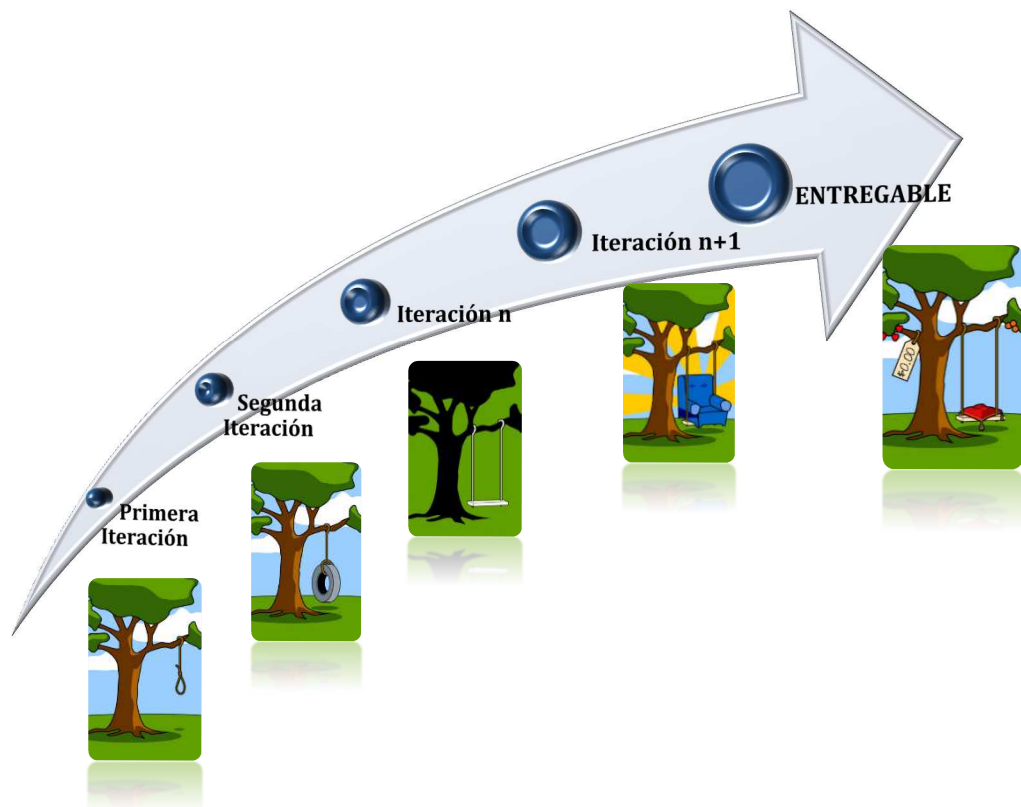 ENTREGABLE
Iteración n+1
Iteración n
Segunda
Iteración
Primera
Iteración